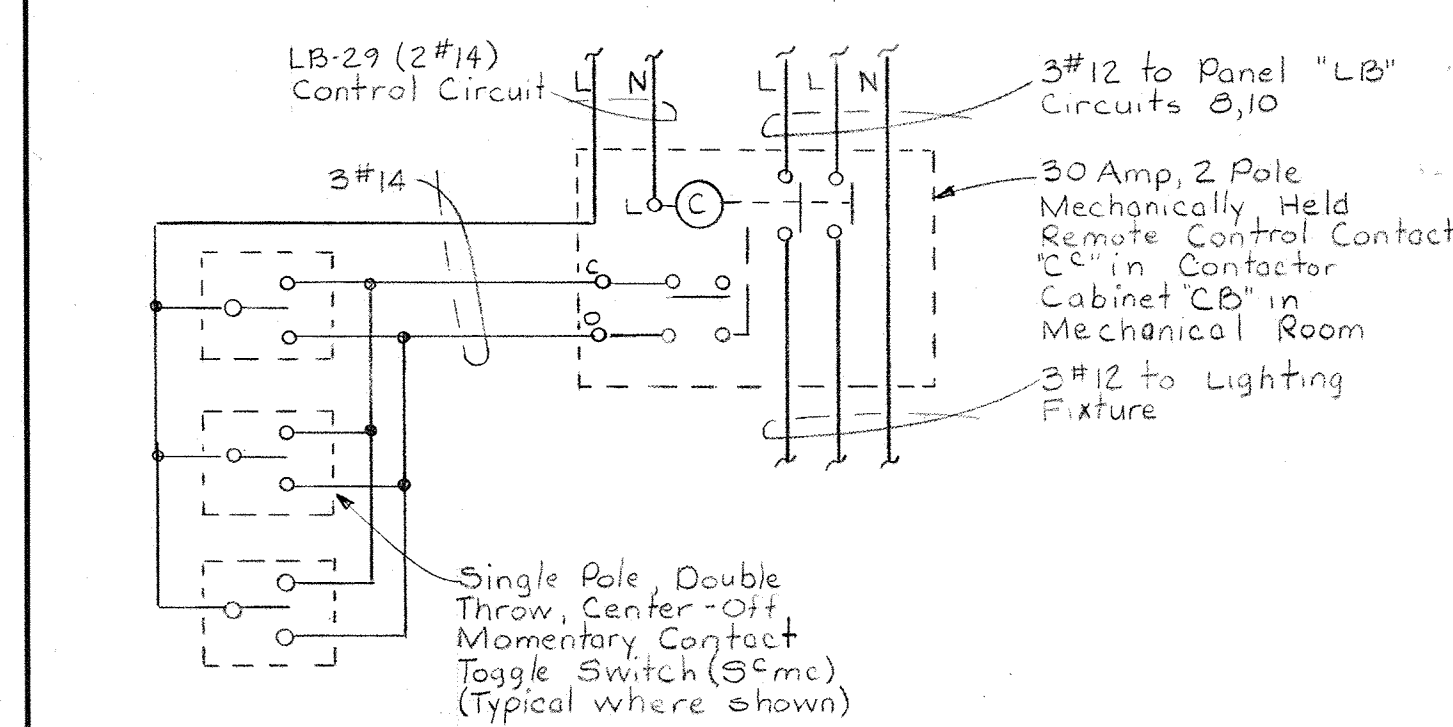 LB-29 (2#14)
Control Circuit
L N L L N
3#12 to Panel "LB"
Circuits 8,10
3#14
L C
30 Amp, 2 Pole
Mechanically Held
Remote Control Contact
"Cc" in Contactor
Cabinet "CB" in
Mechanical Room
C
O
3#12 to Lighting
Fixture
Single Pole, Double
Throw, Center-Off
Momentary Contact
Toggle Switch (Scmc)
(Typical where shown)